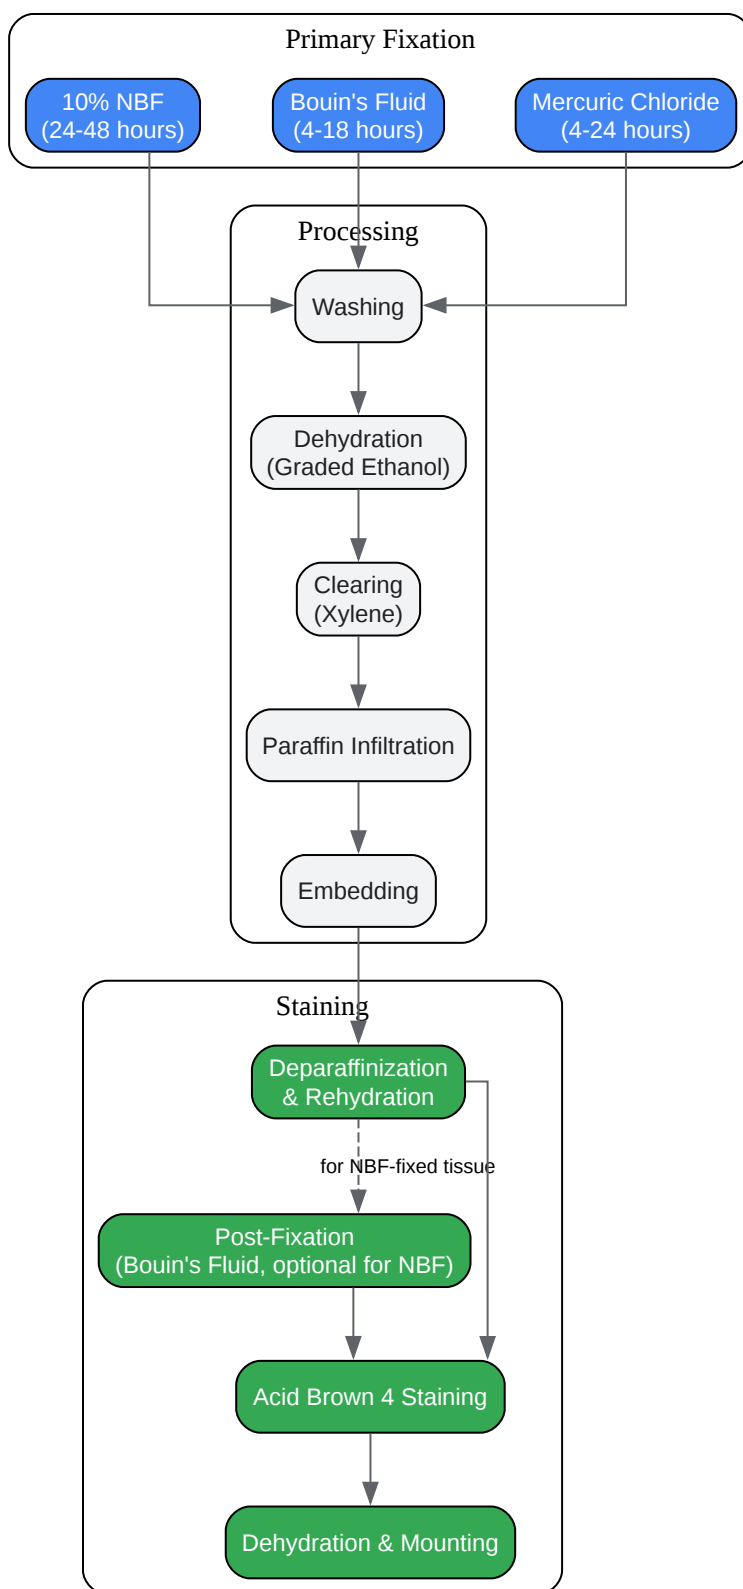 Primary Fixation
10% NBF
(24-48 hours)
Bouin's Fluid
(4-18 hours)
Mercuric Chloride
(4-24 hours)
Processing
Washing
Dehydration
(Graded Ethanol)
Clearing
(Xylene)
Paraffin Infiltration
Embedding
Staining
Deparaffinization
& Rehydration
for NBF-fixed tissue
Post-Fixation
(Bouin's Fluid, optional for NBF)
Acid Brown 4 Staining
Dehydration & Mounting